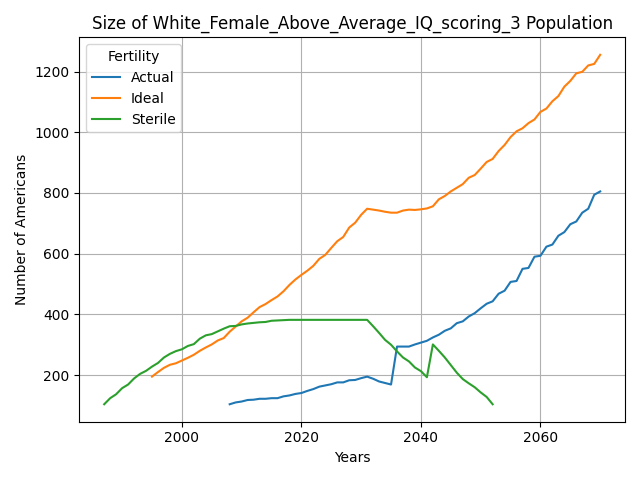 Size of White_Female_Above_Average_IQ_scoring_3 Population
Fertility
Actual
Ideal
Sterile
Number of Americans
1200
1000
800
600
400
200
2000
2020
2040
2060
Years